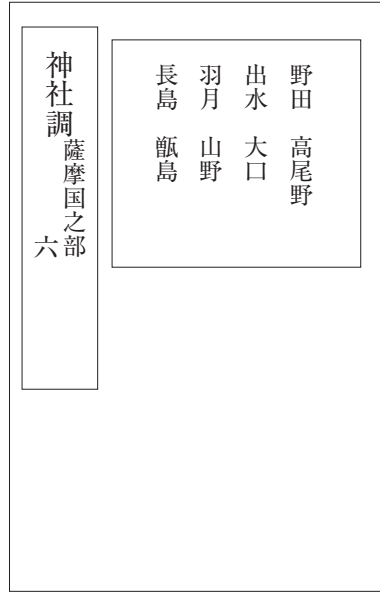 野田 高尾野
出水 大口
羽月 山野
長島 甑島
神社調 薩摩国之部
六